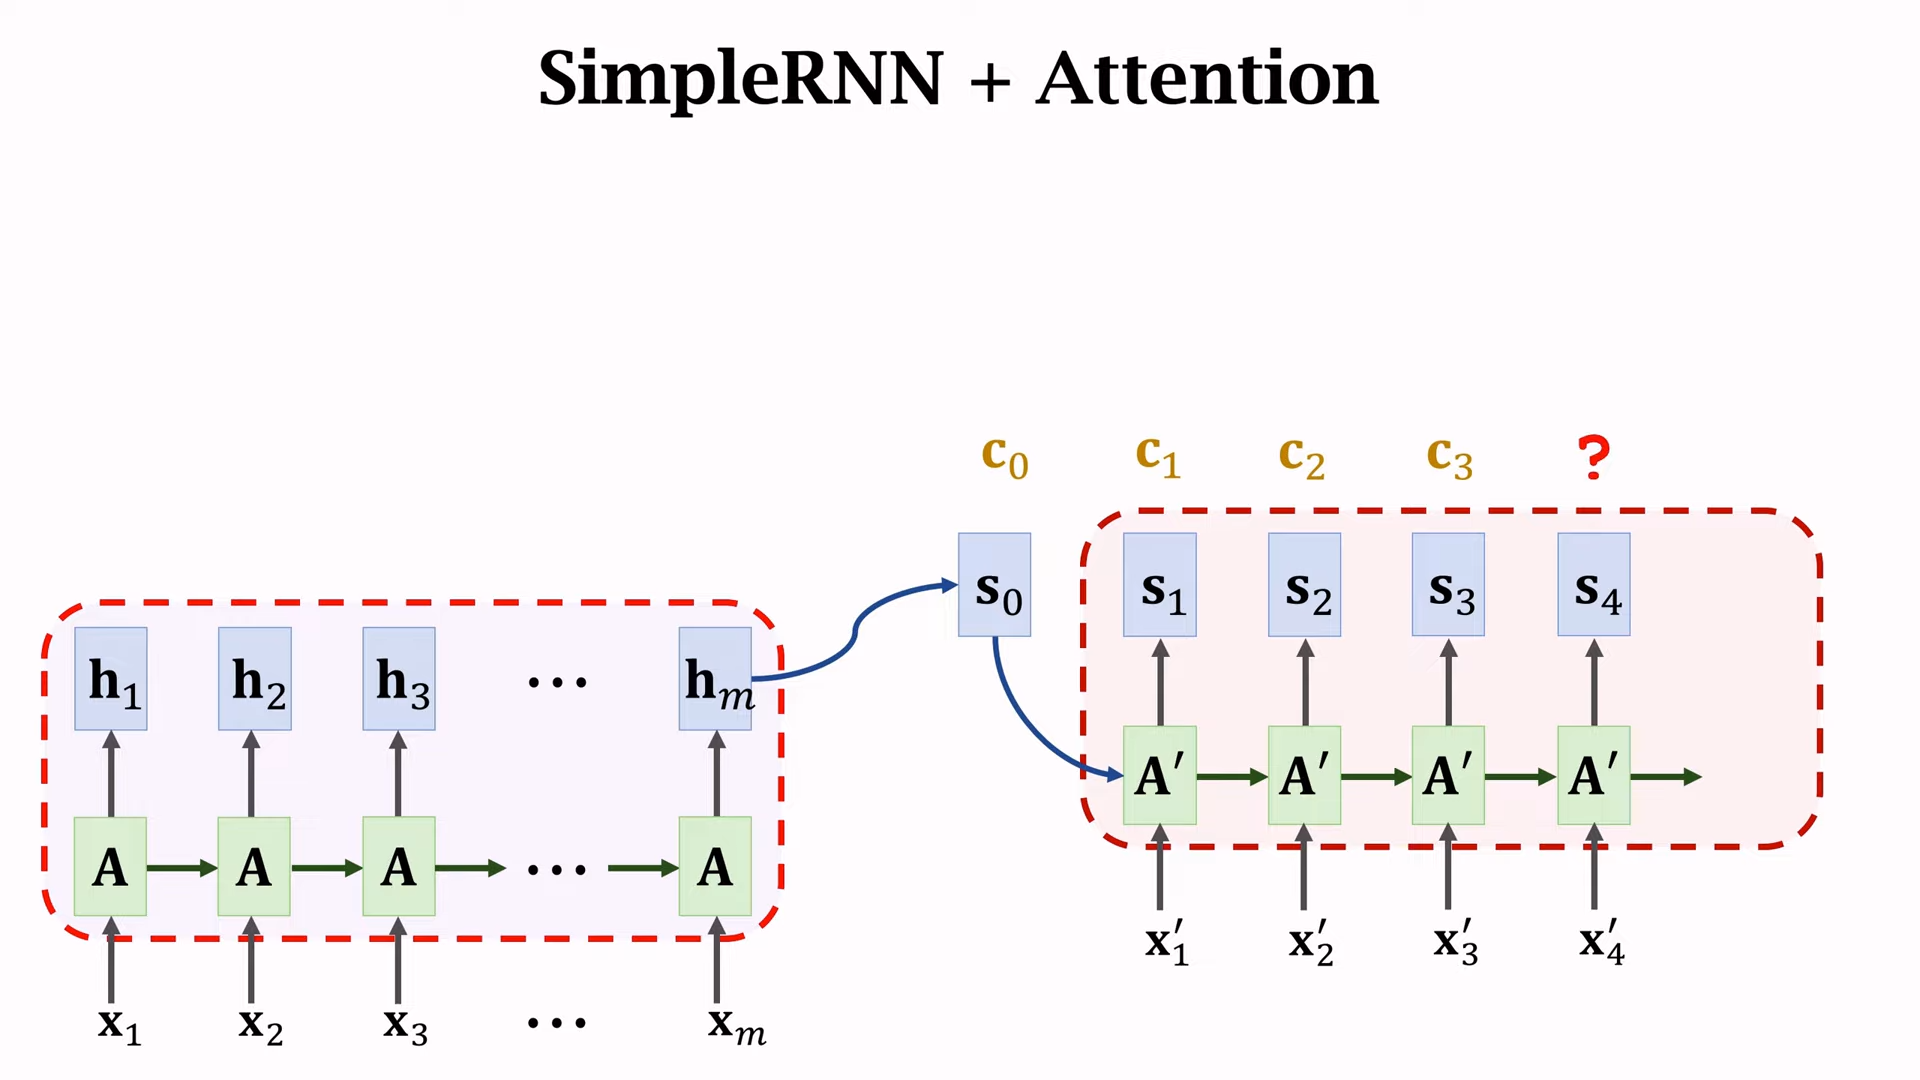 SimpleRNN + Attention
c₀ c₁ c₂ c₃ ?
s₀ s₁ s₂ s₃ s₄
h₁ h₂ h₃ ⋯ hₘ
A′ A′ A′ A′
A A A ⋯ A
x′₁ x′₂ x′₃ x′₄
x₁ x₂ x₃ ⋯ xₘ